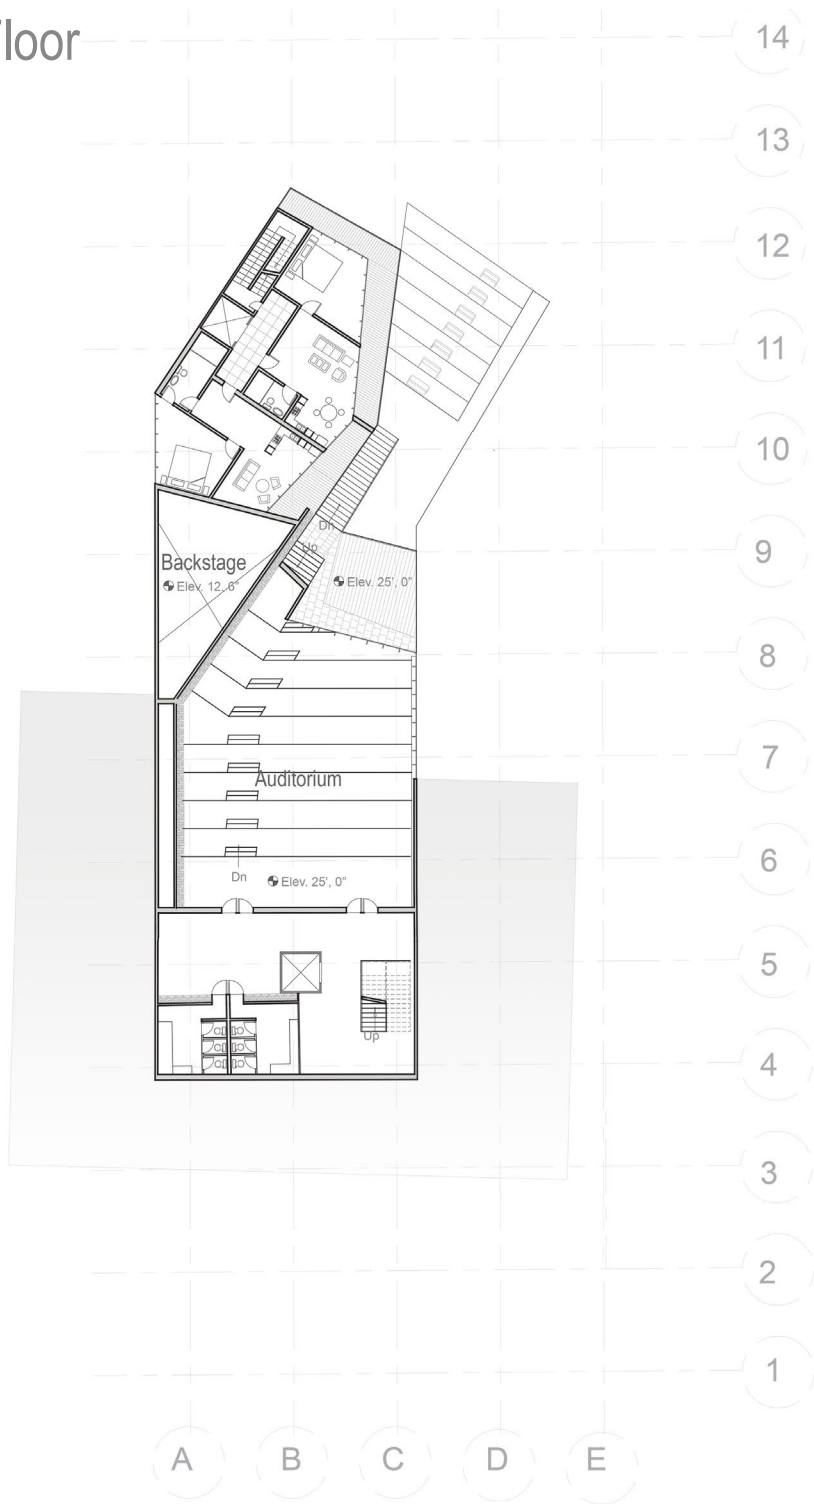 loor
14
13
12
11
10
Dn
Up
9
Backstage
Elev. 12, 6"
Elev. 25', 0"
8
7
Auditorium
6
Dn
Elev. 25', 0"
5
Up
4
3
2
1
A B C D E